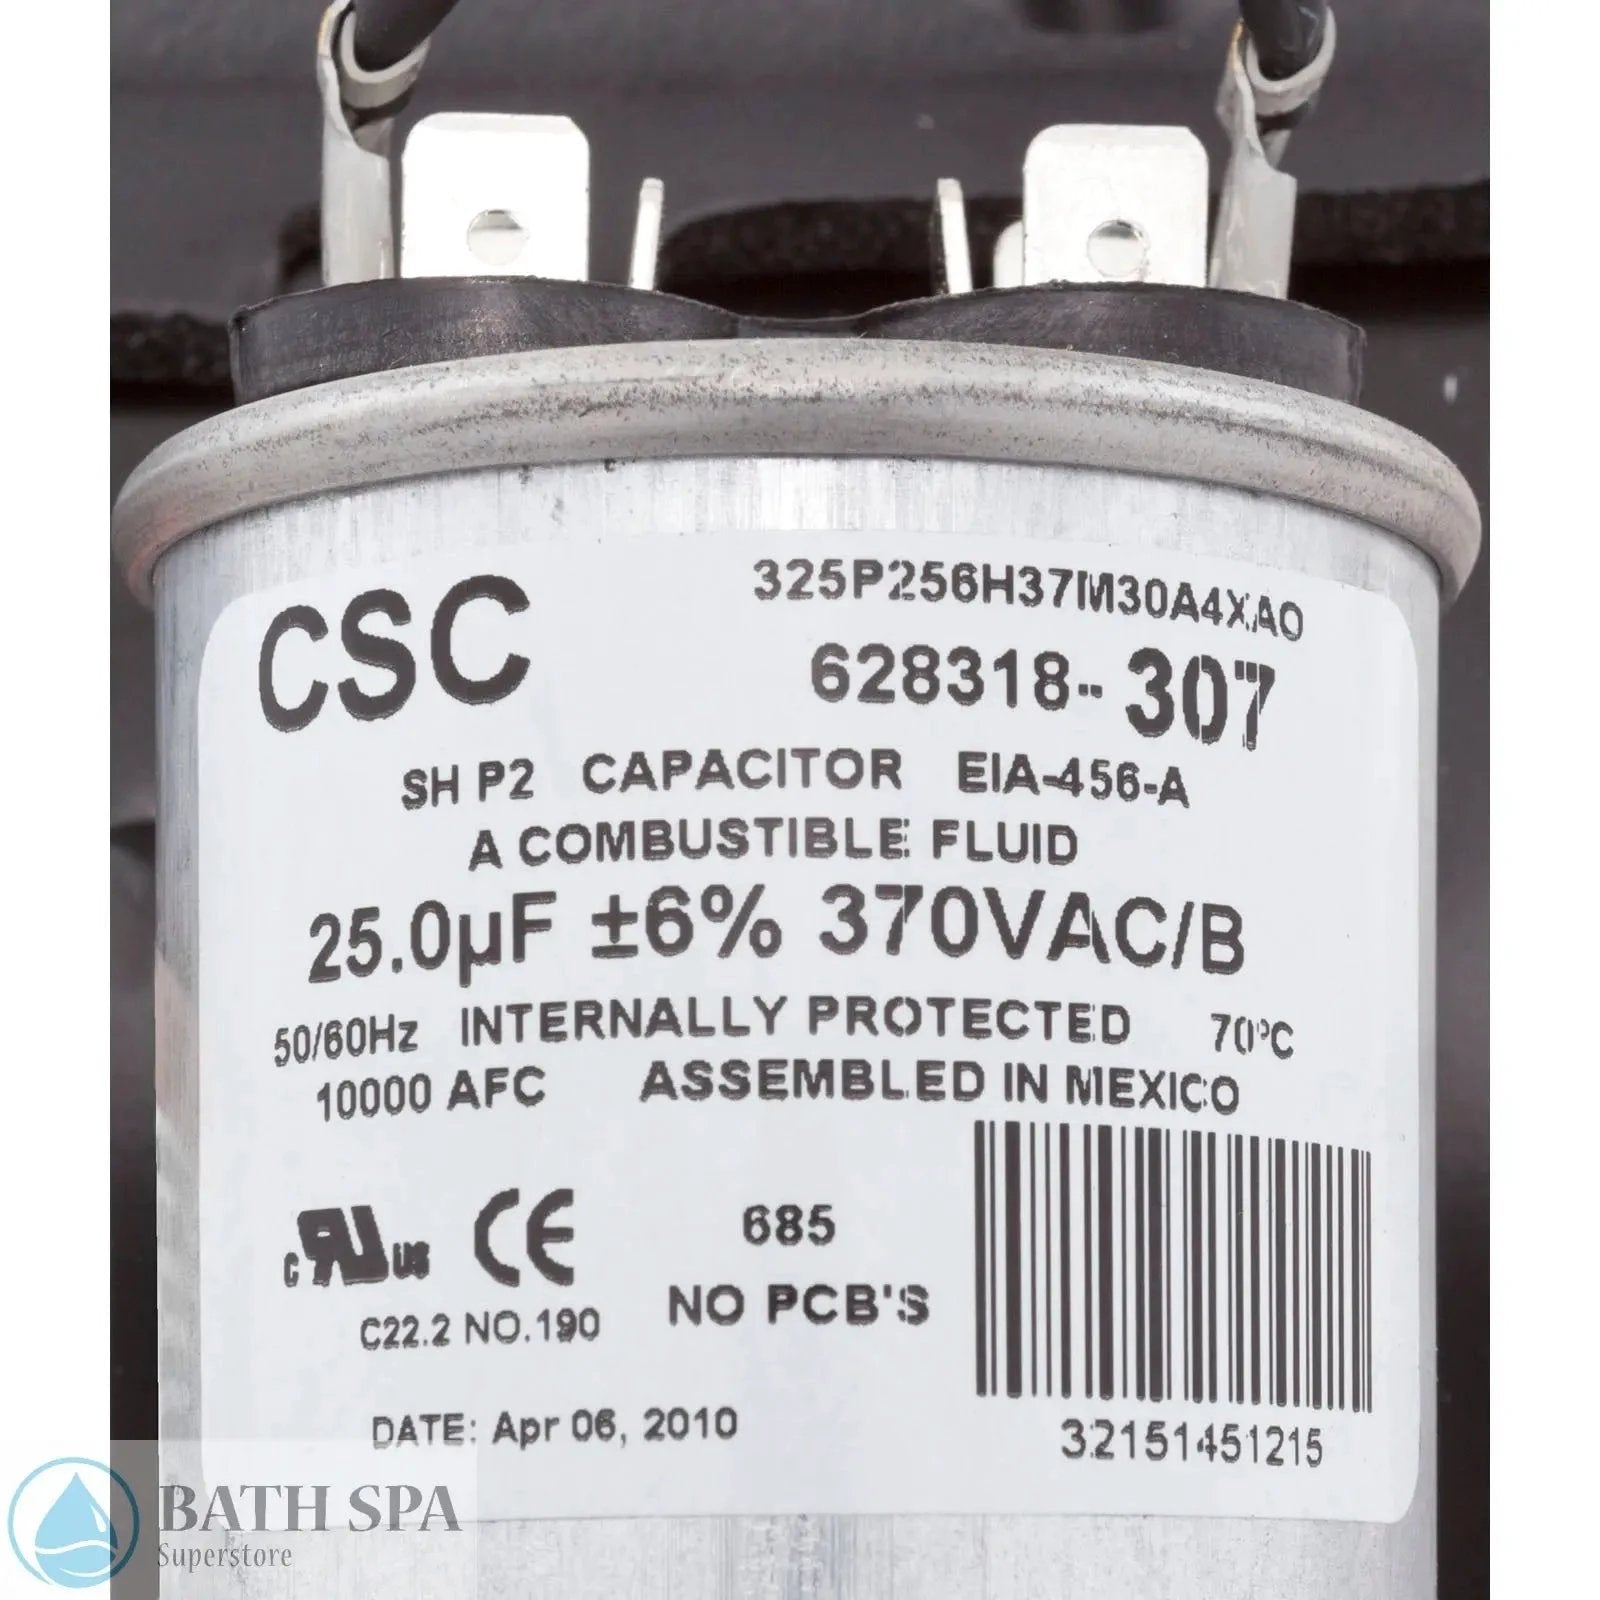 CSC
325P256H37M30A4XAO
628318-307
SH P2 CAPACITOR EIA-456-A
A COMBUSTIBLE FLUID
25.0µF ±6% 370VAC/B
50/60Hz INTERNALLY PROTECTED 70°C
10000 AFC ASSEMBLED IN MEXICO
c RU us CE
C22.2 NO.190
685
NO PCB'S
DATE: Apr 06, 2010
32151451215
BATH SPA
Superstore